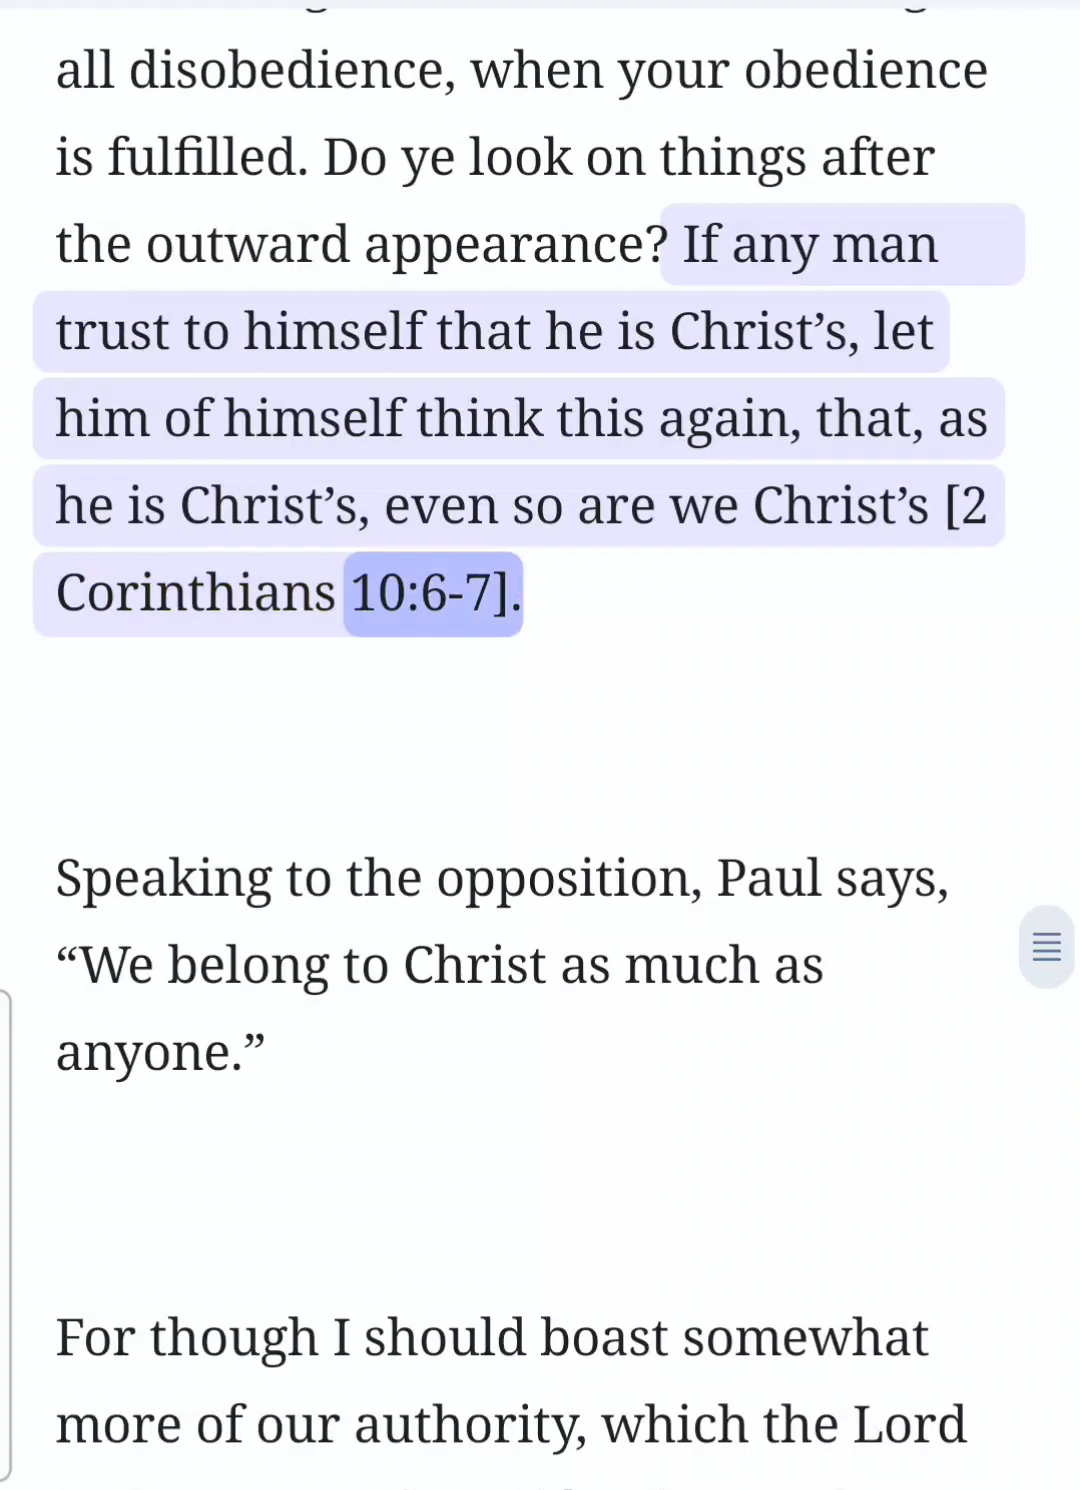 all disobedience, when your obedience
is fulfilled. Do ye look on things after
the outward appearance? If any man
trust to himself that he is Christ’s, let
him of himself think this again, that, as
he is Christ’s, even so are we Christ’s [2
Corinthians 10:6-7].
Speaking to the opposition, Paul says,
“We belong to Christ as much as
anyone.”
For though I should boast somewhat
more of our authority, which the Lord